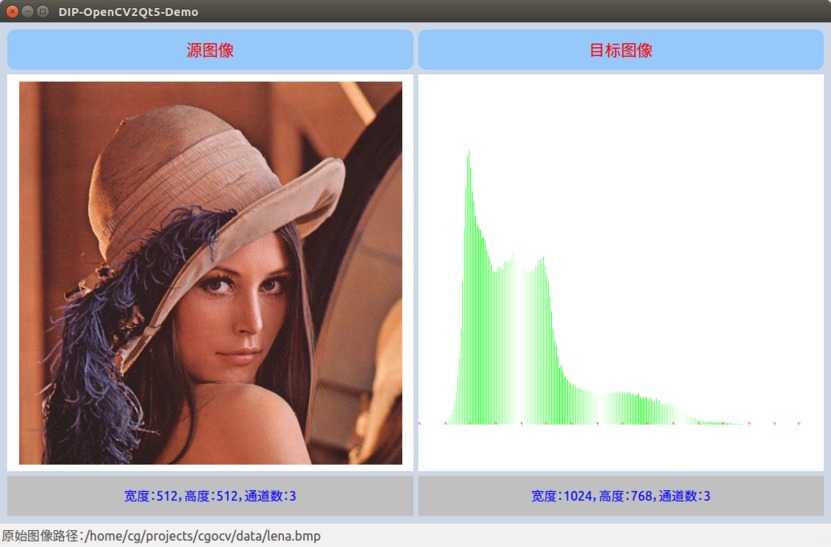 DIP-OpenCV2Qt5-Demo
源图像
目标图像
宽度:512,高度:512,通道数:3
宽度:1024,高度:768,通道数:3
原始图像路径:/home/cg/projects/cgocv/data/lena.bmp